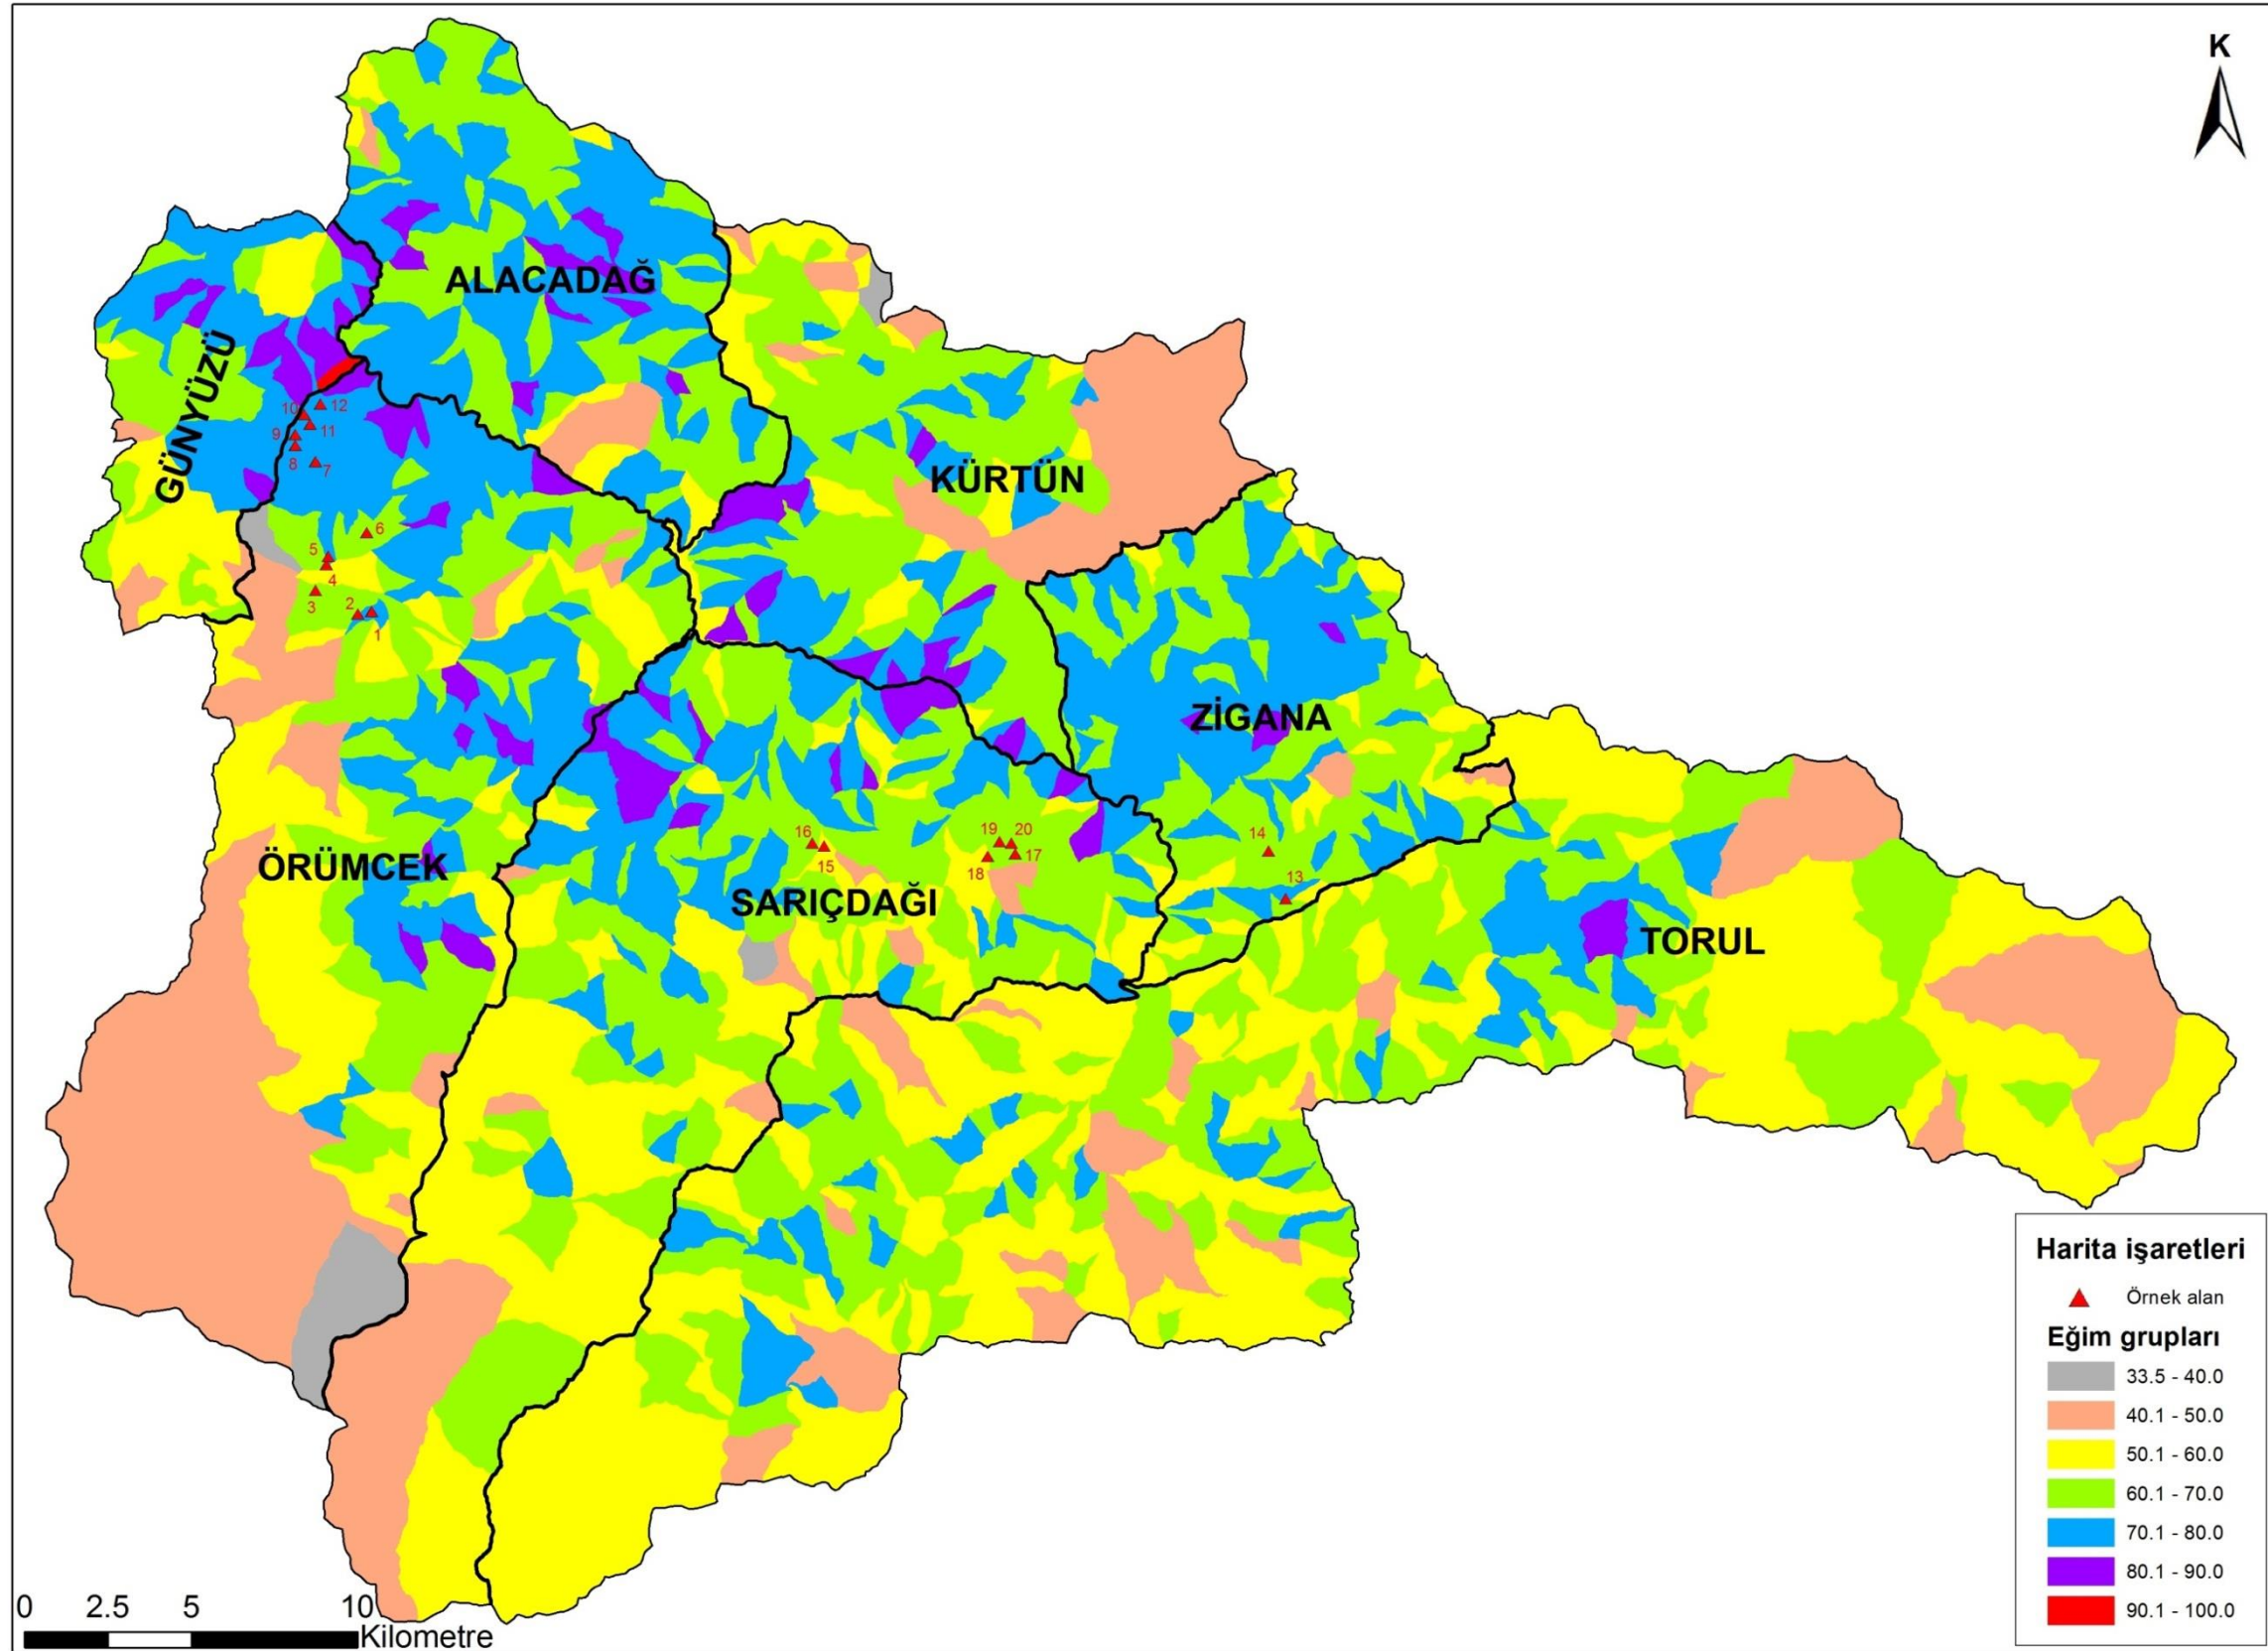 K
ALACADAĞ
GÜNYÜZÜ
10
12
11
9
8
7
KÜRTÜN
6
5
4
3
2
1
ZİGANA
16
15
19
20
17
18
14
13
ÖRÜMCEK
SARIÇDAĞI
TORUL
Harita işaretleri
Örnek alan
Eğim grupları
33.5 - 40.0
40.1 - 50.0
50.1 - 60.0
60.1 - 70.0
70.1 - 80.0
80.1 - 90.0
90.1 - 100.0
0 2.5 5 10
Kilometre